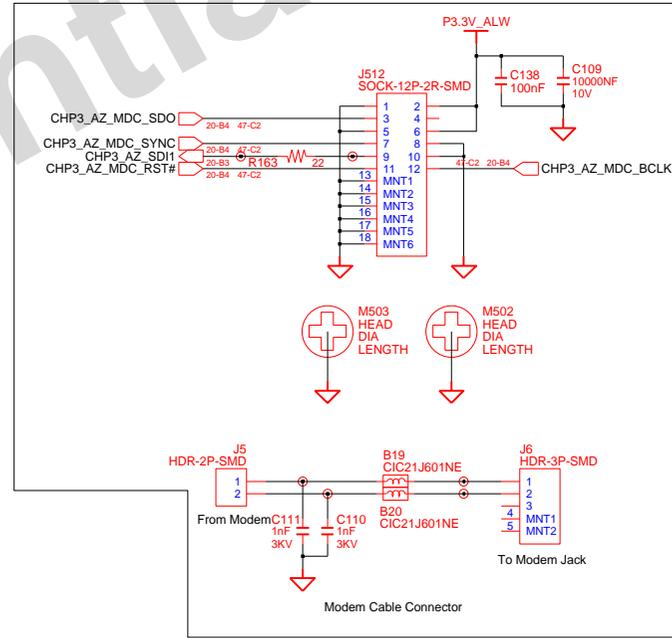 ntia
P3.3V_ALW
J512
SOCK-12P-2R-SMD
C138
100nF
C109
10000NF
10V
CHP3_AZ_MDC_SDO
20-B4 47-C2
CHP3_AZ_MDC_SYNC
20-B4 47-C2
CHP3_AZ_SDI1
20-B3 R163 22
CHP3_AZ_MDC_RST#
20-B4 47-C2
1 2
3 4
5 6
7 8
9 10
11 12
47-C2 20-B4
CHP3_AZ_MDC_BCLK
13 MNT1
14 MNT2
15 MNT3
16 MNT4
17 MNT5
18 MNT6
M503
HEAD
DIA
LENGTH
M502
HEAD
DIA
LENGTH
J5
HDR-2P-SMD
1
2
From Modem
C111
1nF
3KV
C110
1nF
3KV
B19
CIC21J601NE
B20
CIC21J601NE
J6
HDR-3P-SMD
1
2
3
4 MNT1
5 MNT2
To Modem Jack
Modem Cable Connector